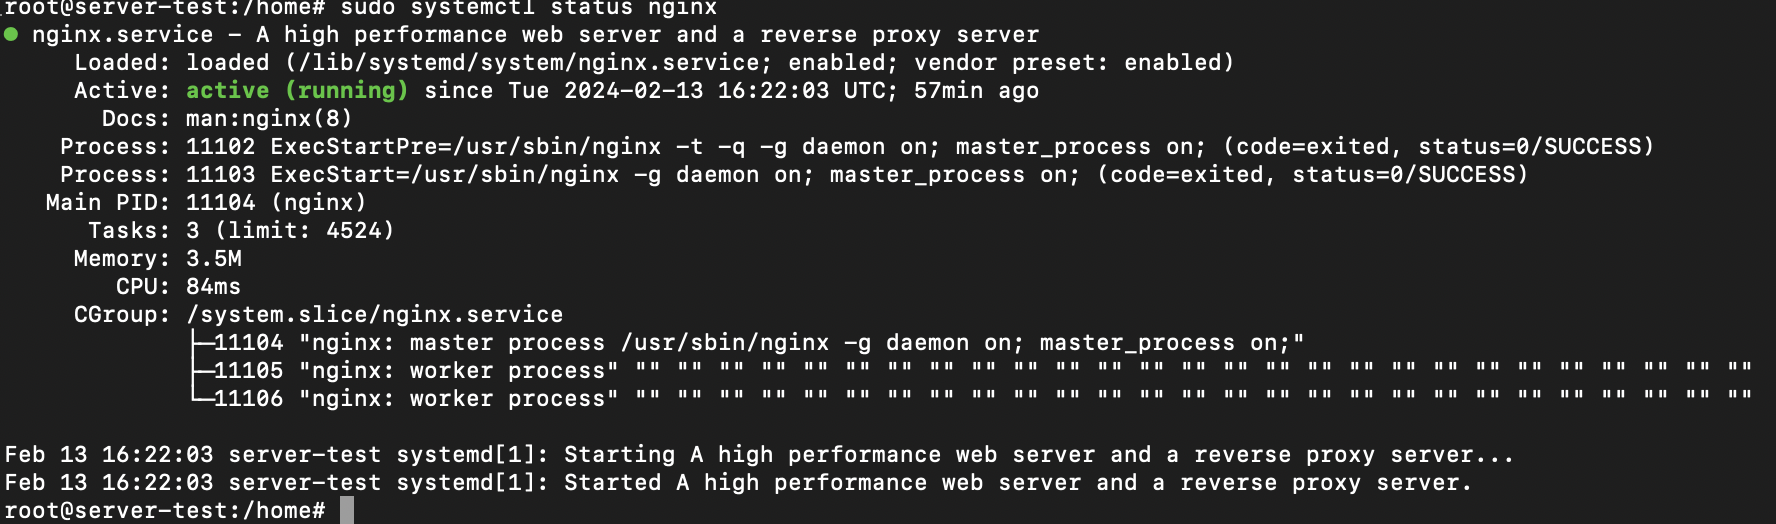 root@server-test:/home# sudo systemctl status nginx
● nginx.service - A high performance web server and a reverse proxy server
     Loaded: loaded (/lib/systemd/system/nginx.service; enabled; vendor preset: enabled)
     Active: active (running) since Tue 2024-02-13 16:22:03 UTC; 57min ago
       Docs: man:nginx(8)
    Process: 11102 ExecStartPre=/usr/sbin/nginx -t -q -g daemon on; master_process on; (code=exited, status=0/SUCCESS)
    Process: 11103 ExecStart=/usr/sbin/nginx -g daemon on; master_process on; (code=exited, status=0/SUCCESS)
   Main PID: 11104 (nginx)
      Tasks: 3 (limit: 4524)
     Memory: 3.5M
        CPU: 84ms
     CGroup: /system.slice/nginx.service
             ├─11104 "nginx: master process /usr/sbin/nginx -g daemon on; master_process on;"
             ├─11105 "nginx: worker process" "" "" "" "" "" "" "" "" "" "" "" "" "" "" "" "" "" "" "" "" "" "" "" "" "" "" ""
             └─11106 "nginx: worker process" "" "" "" "" "" "" "" "" "" "" "" "" "" "" "" "" "" "" "" "" "" "" "" "" "" "" ""

Feb 13 16:22:03 server-test systemd[1]: Starting A high performance web server and a reverse proxy server...
Feb 13 16:22:03 server-test systemd[1]: Started A high performance web server and a reverse proxy server.
root@server-test:/home#